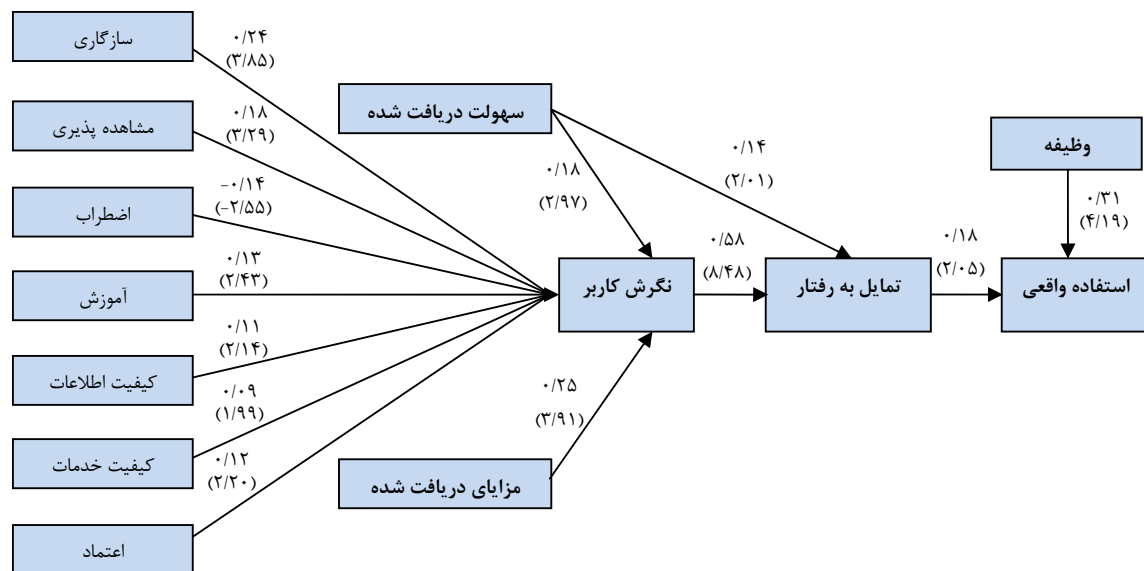 سازگاری
۰/۲۴
(۳/۸۵)
مشاهده پذیری
۰/۱۸
(۳/۲۹)
اضطراب
-۰/۱۴
(-۲/۵۵)
آموزش
۰/۱۳
(۲/۴۳)
کیفیت اطلاعات
۰/۱۱
(۲/۱۴)
کیفیت خدمات
۰/۰۹
(۱/۹۹)
اعتماد
۰/۱۲
(۲/۲۰)
سهولت دریافت شده
۰/۱۸
(۲/۹۷)
۰/۱۴
(۲/۰۱)
مزایای دریافت شده
۰/۲۵
(۳/۹۱)
نگرش کاربر
۰/۵۸
(۸/۴۸)
تمایل به رفتار
۰/۱۸
(۲/۰۵)
وظیفه
۰/۳۱
(۴/۱۹)
استفاده واقعی